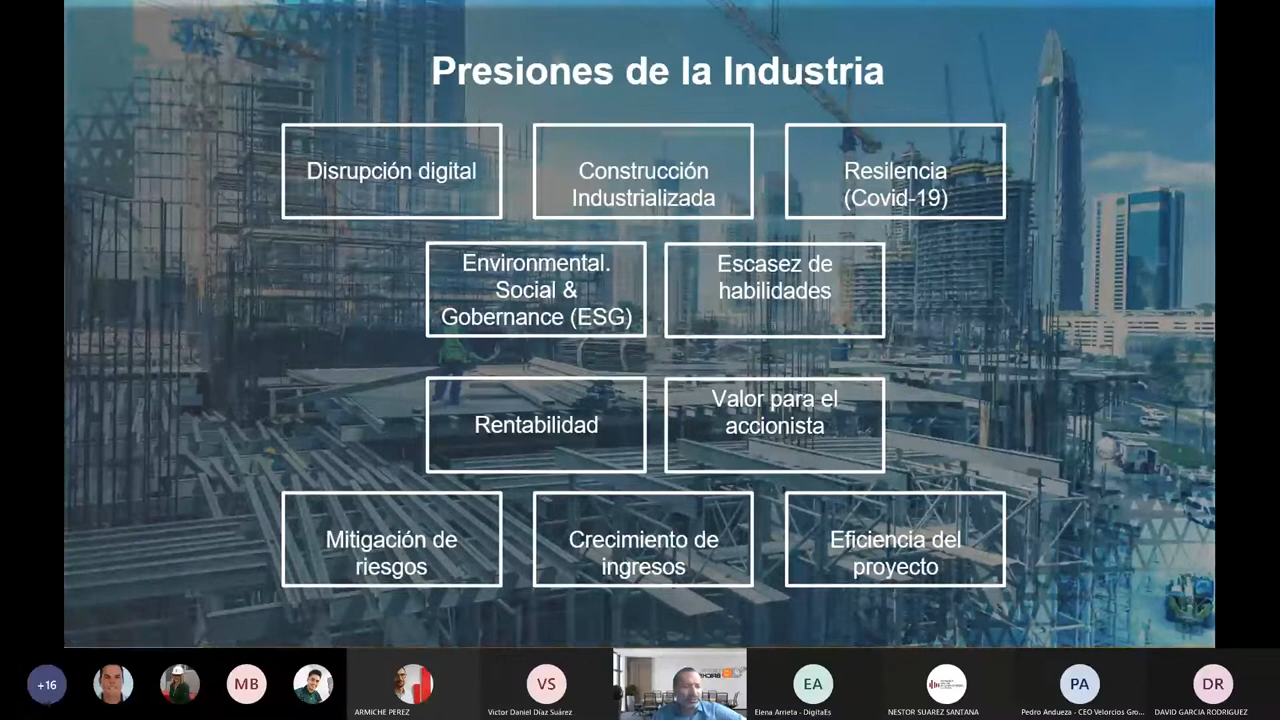 Presiones de la Industria
Disrupción digital
Construcción
Industrializada
Resilencia
(Covid-19)
Environmental.
Social &
Gobernance (ESG)
Escasez de
habilidades
Rentabilidad
Valor para el
accionista
Mitigación de
riesgos
Crecimiento de
ingresos
Eficiencia del
proyecto
+16
MB
VS
EA
PA
DR
ARMICHE PEREZ
Victor Daniel Díaz Suárez
Elena Arrieta - DigitalEs
NESTOR SUAREZ SANTANA
Pedro Andueza - CEO Velorcios Gro...
DAVID GARCIA RODRIGUEZ